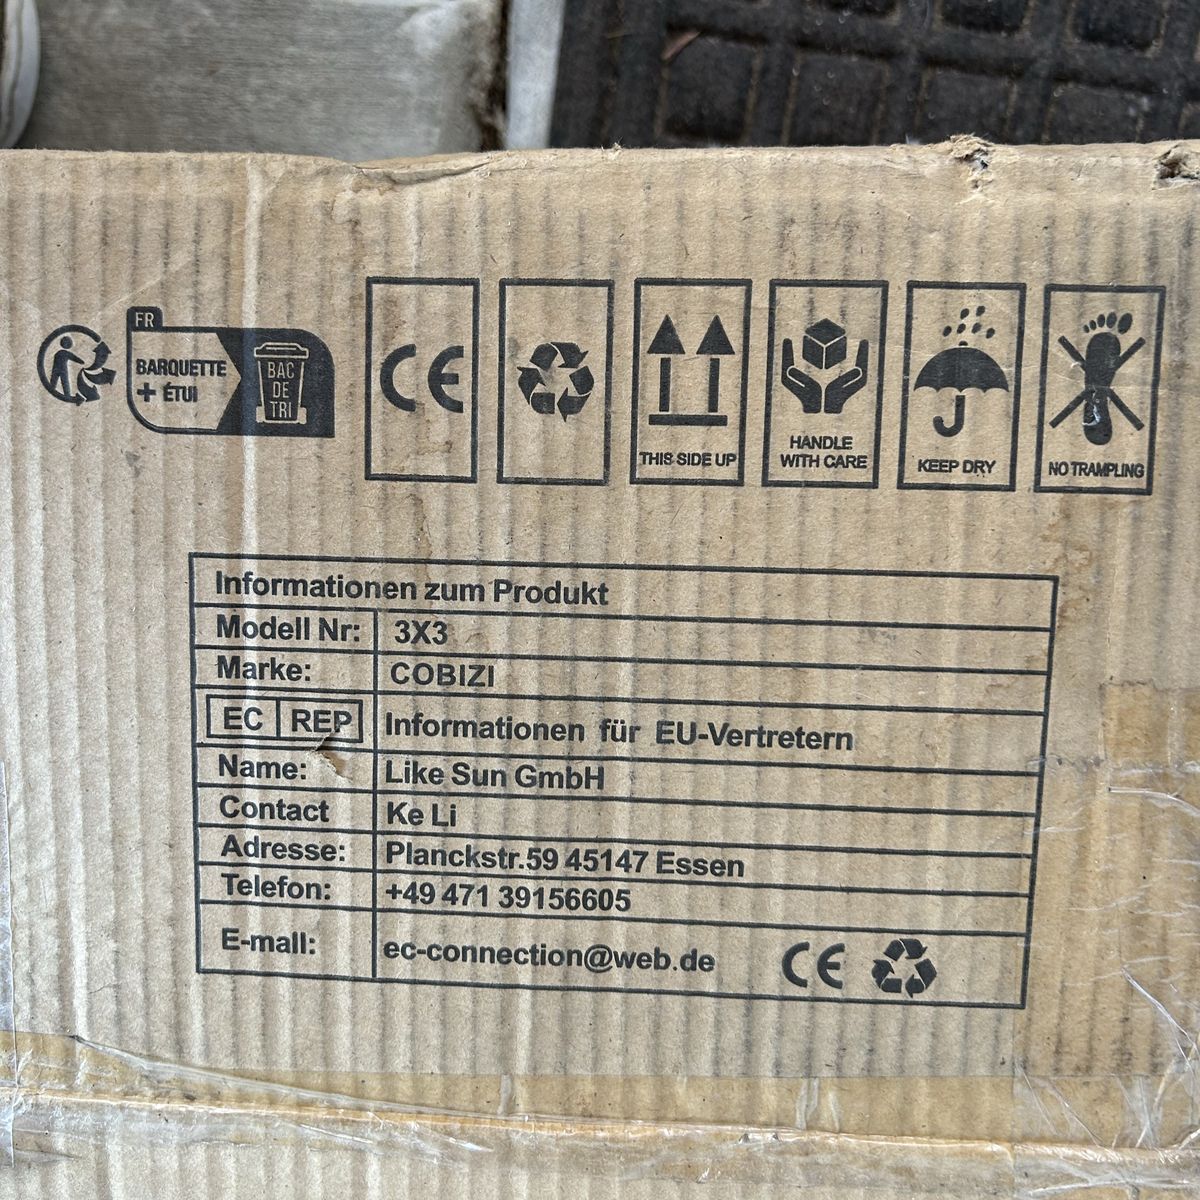 FR
BARQUETTE
+ ÉTUI
BAC
DE
TRI
CE
THIS SIDE UP
HANDLE
WITH CARE
KEEP DRY
NO TRAMPLING
Informationen zum Produkt
Modell Nr: 3X3
Marke: COBIZI
EC REP Informationen für EU-Vertretern
Name: Like Sun GmbH
Contact Ke Li
Adresse: Planckstr.59 45147 Essen
Telefon: +49 471 39156605
E-mall: ec-connection@web.de CE